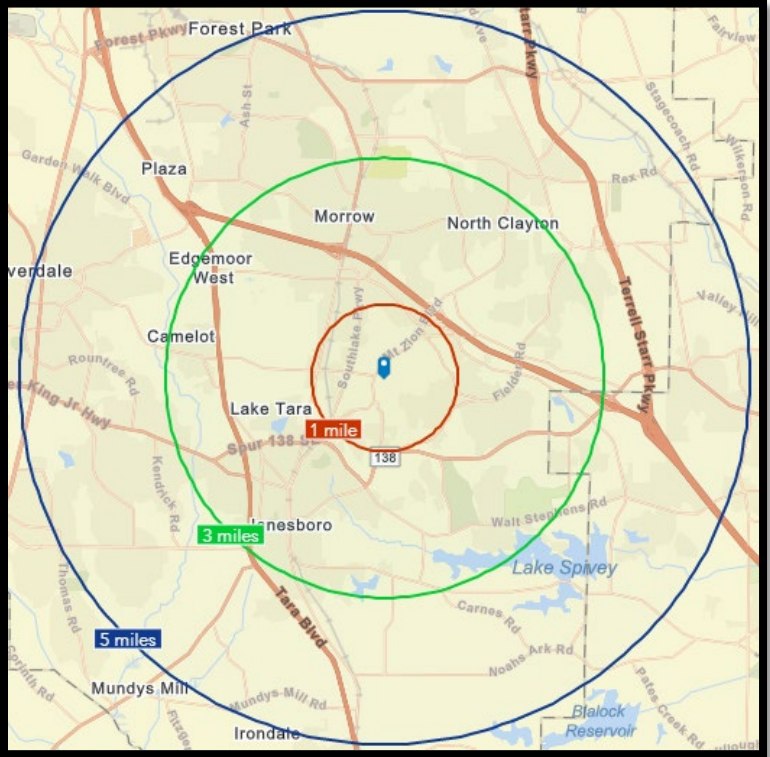 Forest Park
Forest Pkwy
Starr Pkwy
Ash St
Fairview
Stagecoach Rd
Wilkerson Rd
Garden Walk Blvd
Plaza
Rex Rd
Morrow
North Clayton
verdale
Edgemoor
West
Valley Hill
Terrell Starr Pkwy
Southlake Pkwy
Mt Zion Blvd
Camelot
Rountree Rd
Fielder Rd
er King Jr Hwy
Lake Tara
1 mile
Spur 138
138
Kendrick Rd
Walt Stephens Rd
Jonesboro
3 miles
Lake Spivey
Thomas Rd
Tara Blvd
Carnes Rd
5 miles
Noahs Ark Rd
Corinth Rd
Mundys Mill
Mundys Mill Rd
Pates Creek Rd
Blalock
Reservoir
Irondale